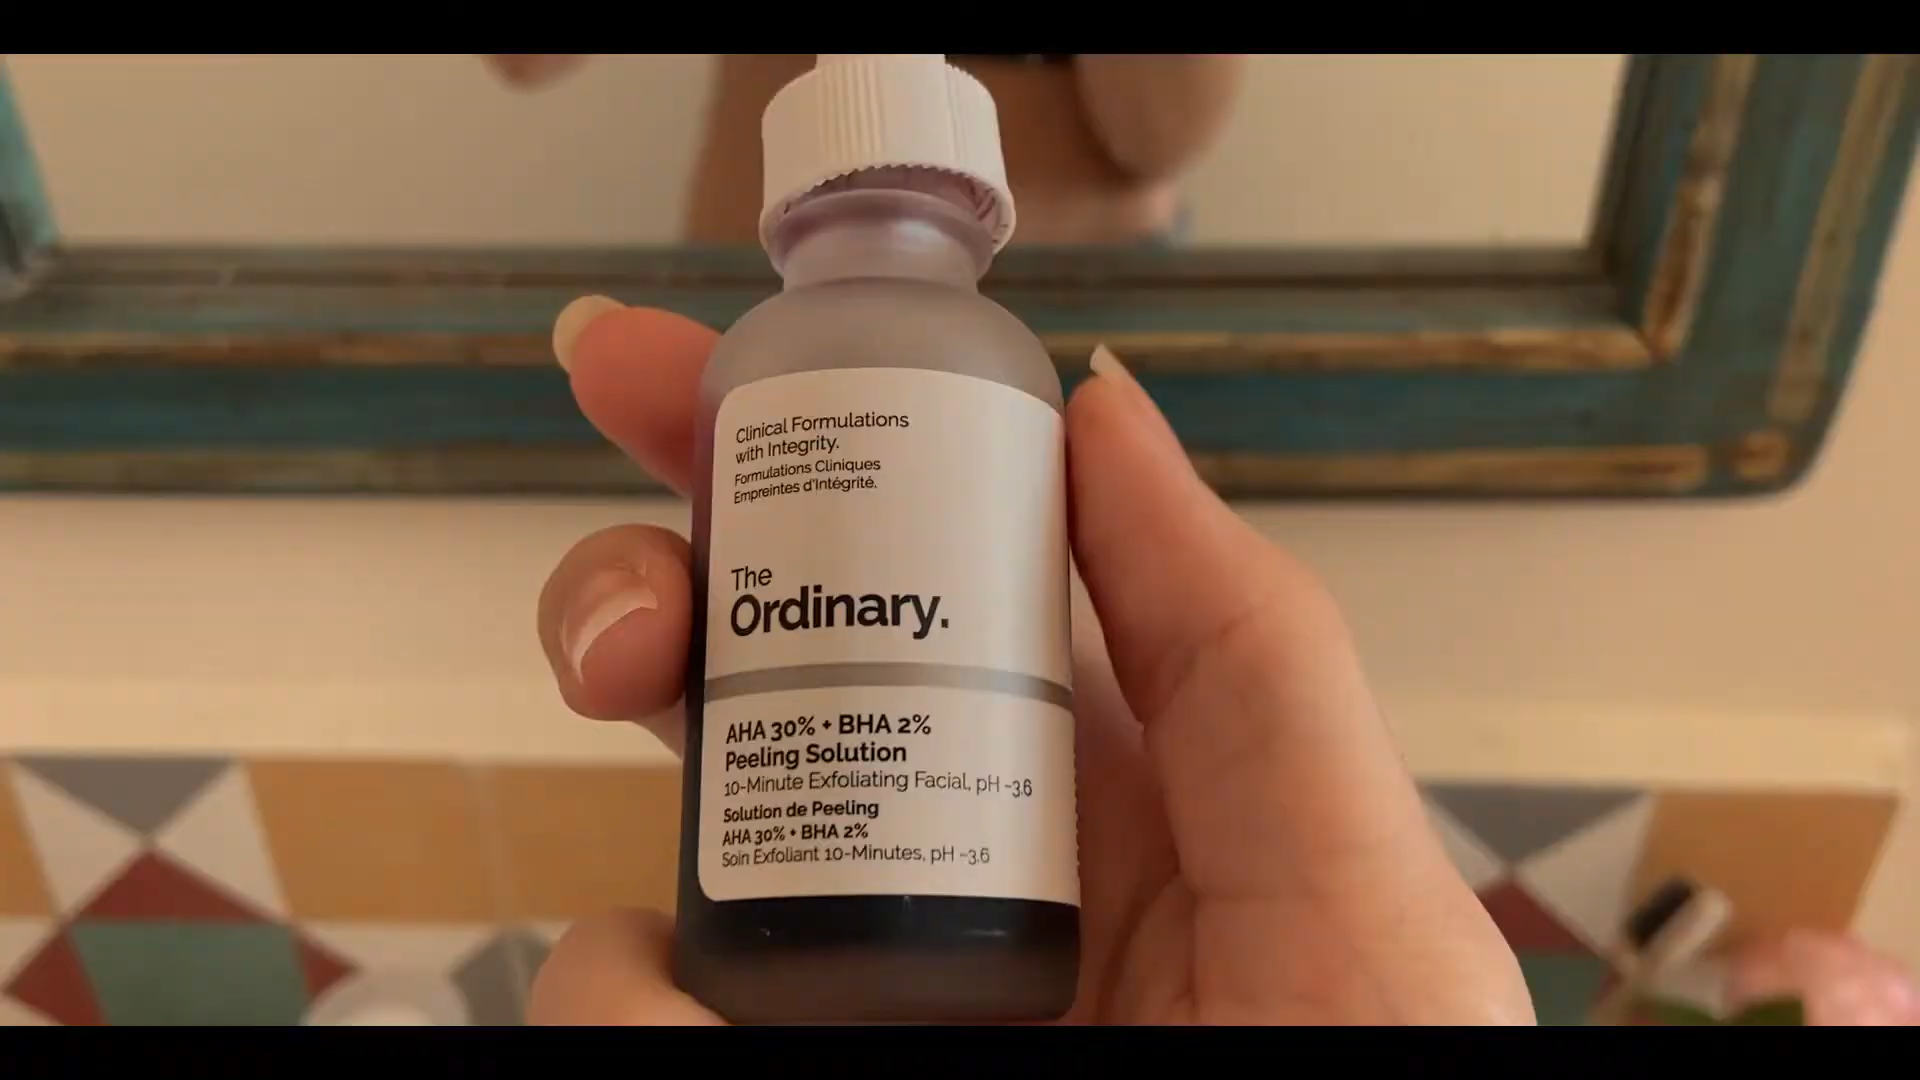 Clinical Formulations
with Integrity.
Formulations Cliniques
Empreintes d'Intégrité.
The
Ordinary.
AHA 30% + BHA 2%
Peeling Solution
10-Minute Exfoliating Facial, pH ~3.6
Solution de Peeling
AHA 30% + BHA 2%
Soin Exfoliant 10-Minutes, pH ~3.6